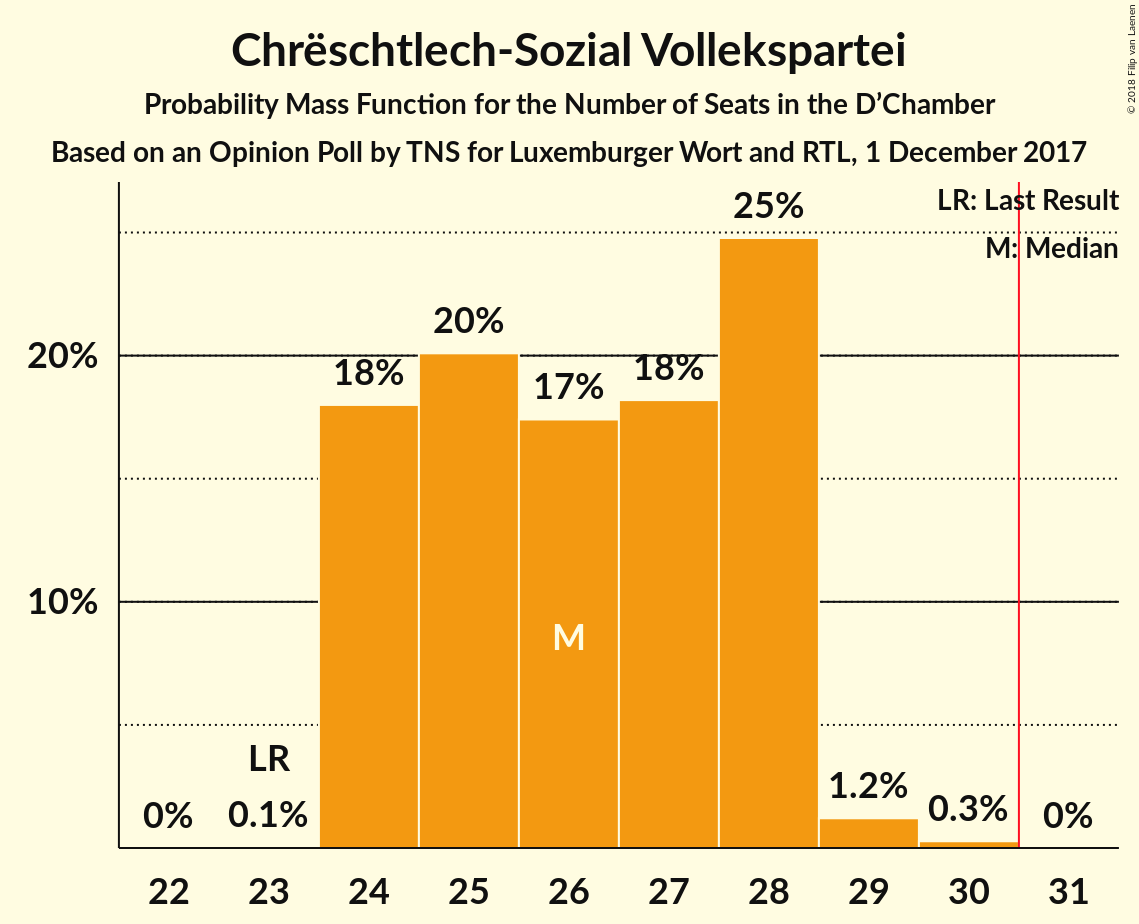 Chrëschtlech-Sozial Vollekspartei
Probability Mass Function for the Number of Seats in the D’Chamber
Based on an Opinion Poll by TNS for Luxemburger Wort and RTL, 1 December 2017
© 2018 Filip van Laenen
LR: Last Result
M: Median
20%
10%
0%
LR
0.1%
18%
20%
17%
M
18%
25%
1.2%
0.3%
0%
22 23 24 25 26 27 28 29 30 31